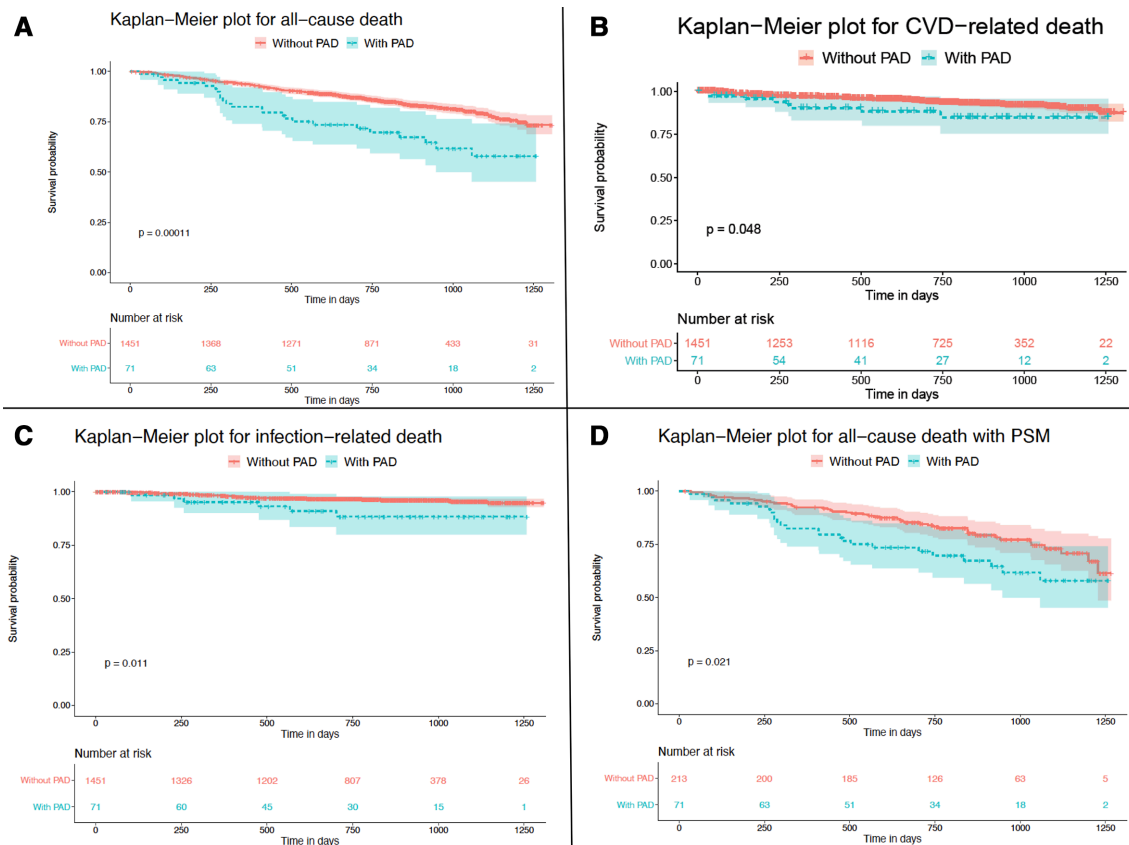 A
Kaplan−Meier plot for all−cause death
Without PAD With PAD
Survival probability
1.00
0.75
0.50
0.25
0.00
p = 0.00011
0 250 500 750 1000 1250
Time in days
Number at risk
Without PAD 1451 1368 1271 871 433 31
With PAD 71 63 51 34 18 2
0 250 500 750 1000 1250
Time in days
B
Kaplan−Meier plot for CVD−related death
Without PAD With PAD
Survival probability
1.00
0.75
0.50
0.25
0.00
p = 0.048
0 250 500 750 1000 1250
Time in days
Number at risk
Without PAD 1451 1253 1116 725 352 22
With PAD 71 54 41 27 12 2
0 250 500 750 1000 1250
Time in days
C
Kaplan−Meier plot for infection−related death
Without PAD With PAD
Survival probability
1.00
0.75
0.50
0.25
0.00
p = 0.011
0 250 500 750 1000 1250
Time in days
Number at risk
Without PAD 1451 1326 1202 807 378 26
With PAD 71 60 45 30 15 1
0 250 500 750 1000 1250
Time in days
D
Kaplan−Meier plot for all−cause death with PSM
Without PAD With PAD
Survival probability
1.00
0.75
0.50
0.25
0.00
p = 0.021
0 250 500 750 1000 1250
Time in days
Number at risk
Without PAD 213 200 185 126 63 5
With PAD 71 63 51 34 18 2
0 250 500 750 1000 1250
Time in days